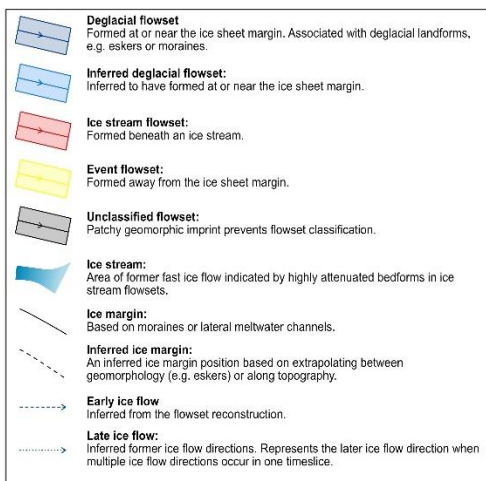 Deglacial flowset
Formed at or near the ice sheet margin. Associated with deglacial landforms,
e.g. eskers or moraines.
Inferred deglacial flowset:
Inferred to have formed at or near the ice sheet margin.
Ice stream flowset:
Formed beneath an ice stream.
Event flowset:
Formed away from the ice sheet margin.
Unclassified flowset:
Patchy geomorphic imprint prevents flowset classification.
Ice stream:
Area of former fast ice flow indicated by highly attenuated bedforms in ice
stream flowsets.
Ice margin:
Based on moraines or lateral meltwater channels.
Inferred ice margin:
An inferred ice margin position based on extrapolating between
geomorphology (e.g. eskers) or along topography.
Early ice flow
Inferred from the flowset reconstruction.
Late ice flow:
Inferred former ice flow directions. Represents the later ice flow direction when
multiple ice flow directions occur in one timeslice.